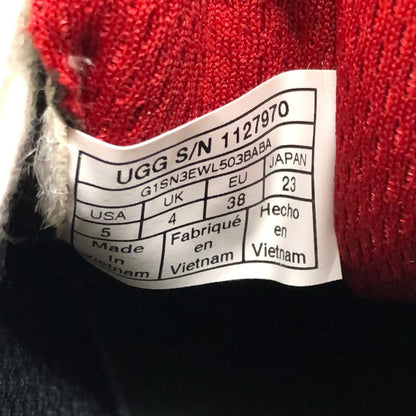 UGG S/N 1127970
G1SN3EWL503BABA
USA UK EU JAPAN
5 4 38 23
Made in Vietnam
Fabriqué en Vietnam
Hecho en Vietnam